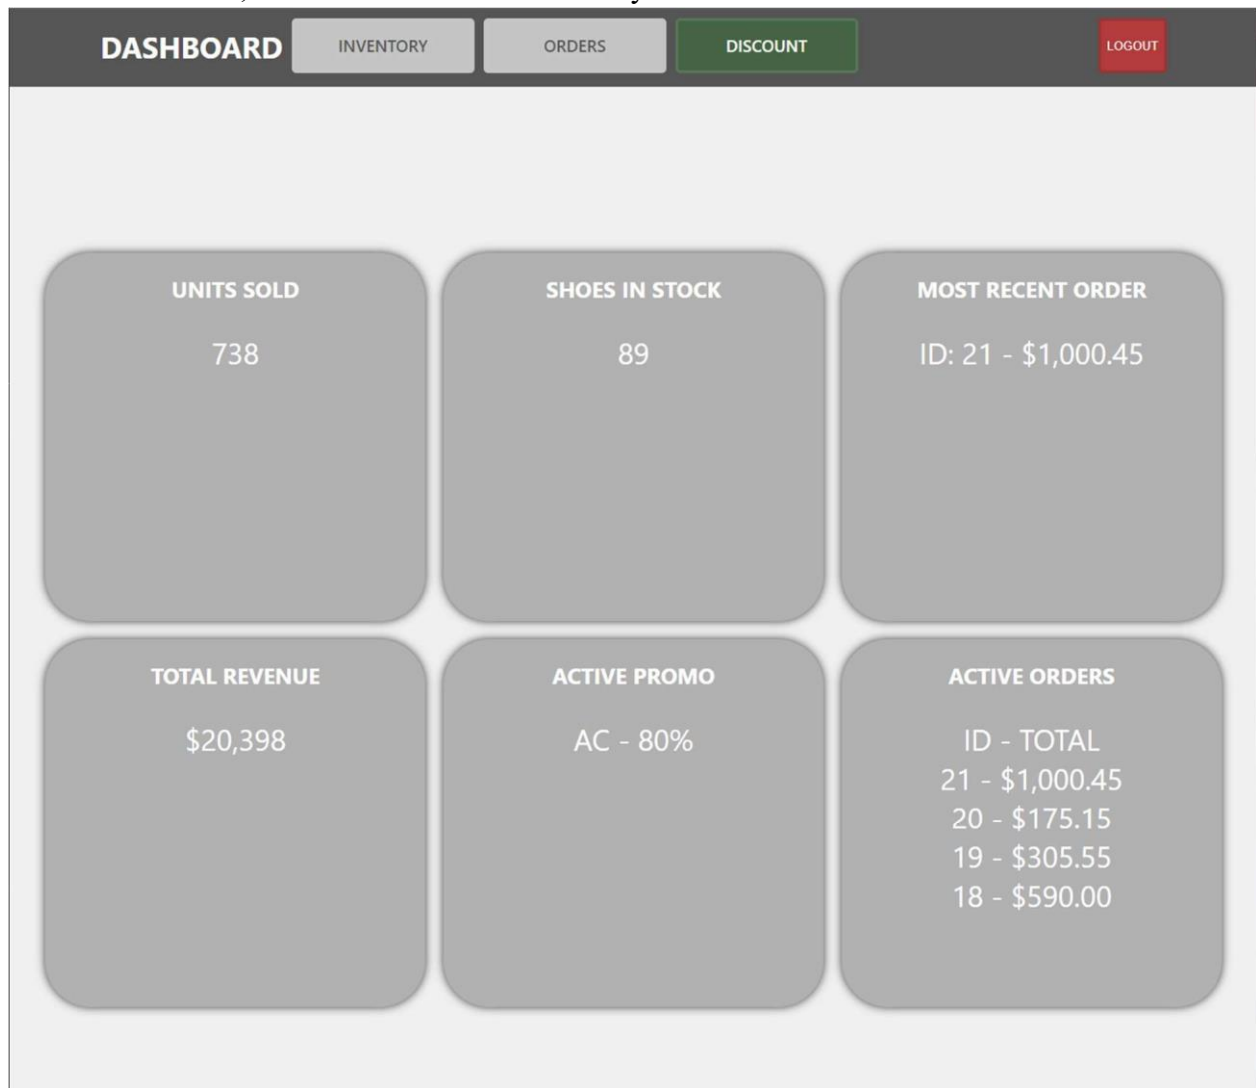 DASHBOARD INVENTORY ORDERS DISCOUNT LOGOUT
UNITS SOLD
738
SHOES IN STOCK
89
MOST RECENT ORDER
ID: 21 - $1,000.45
TOTAL REVENUE
$20,398
ACTIVE PROMO
AC - 80%
ACTIVE ORDERS
ID - TOTAL
21 - $1,000.45
20 - $175.15
19 - $305.55
18 - $590.00